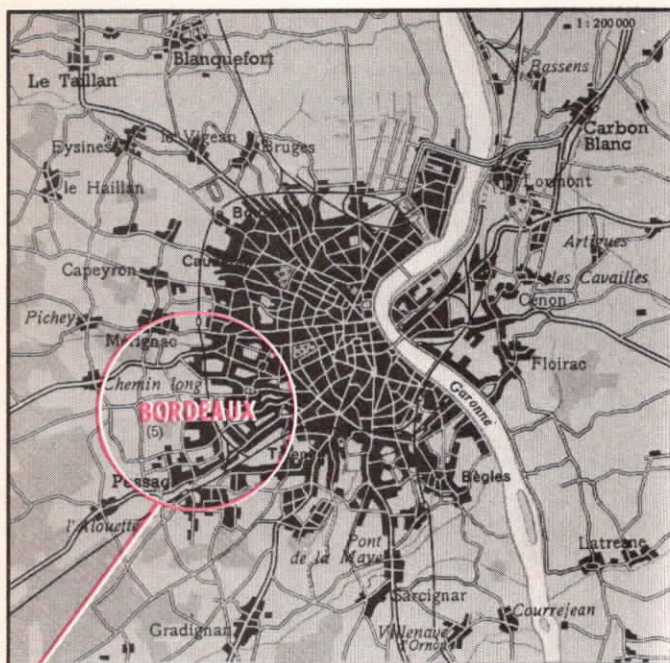 1:200 000
Blanquefort
Bassens
Le Taillan
Carbon
Blanc
Eysines
le Vigean
Bruges
Lormont
le Haillan
Artigues
Capeyron
les Cavailles
Cenon
Pichey
Mérignac
Floirac
Chemin long
Garonne
BORDEAUX
(5)
Pessac
Bègles
l'Alouette
Pont
de la Maye
Latresne
Sarcignan
Courrejean
Gradignan
Villenave
d'Ornon